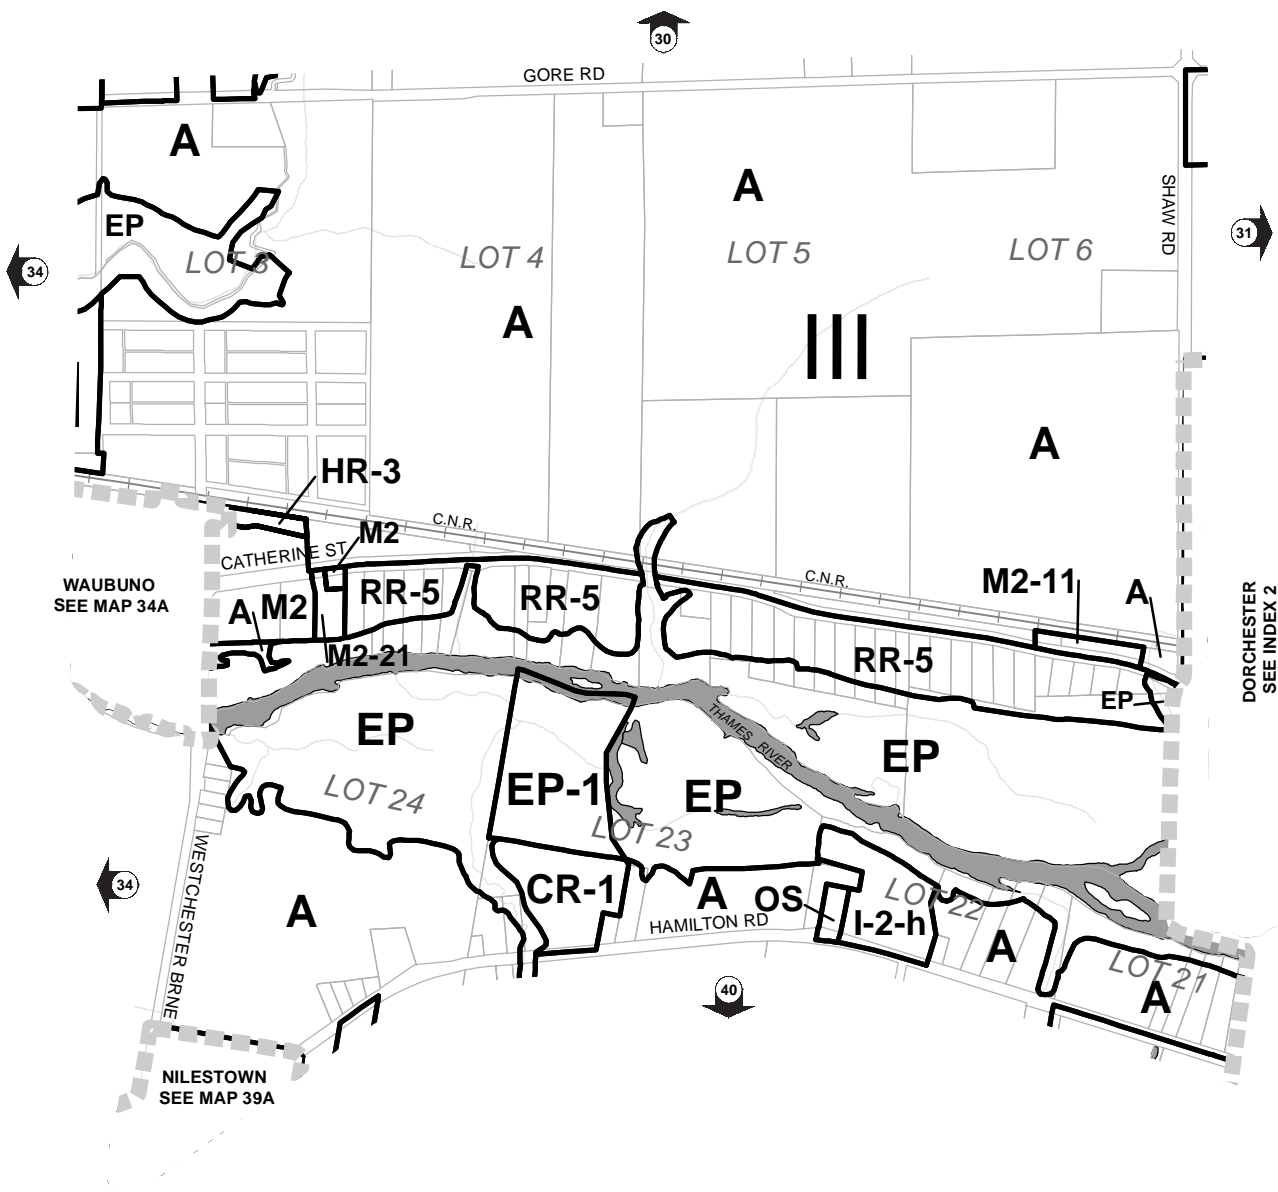 30
GORE RD
A
A
SHAW RD
EP
LOT 3
LOT 4
LOT 5
LOT 6
31
34
A
III
A
HR-3
C.N.R.
M2
CATHERINE ST
C.N.R.
M2-11
A
WAUBUNO
SEE MAP 34A
A
M2
RR-5
RR-5
DORCHESTER
SEE INDEX 2
M2-21
RR-5
EP
EP
THAMES RIVER
EP
EP-1
EP
LOT 24
LOT 23
WESTCHESTER BRNE
34
CR-1
A
OS
LOT 22
A
HAMILTON RD
I-2-h
A
LOT 21
A
40
NILESTOWN
SEE MAP 39A